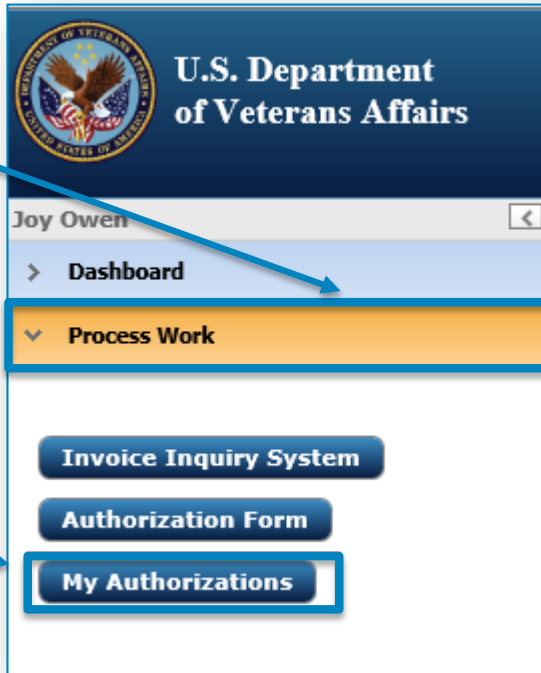 U.S. Department
of Veterans Affairs
Joy Owen
Dashboard
Process Work
Invoice Inquiry System
Authorization Form
My Authorizations